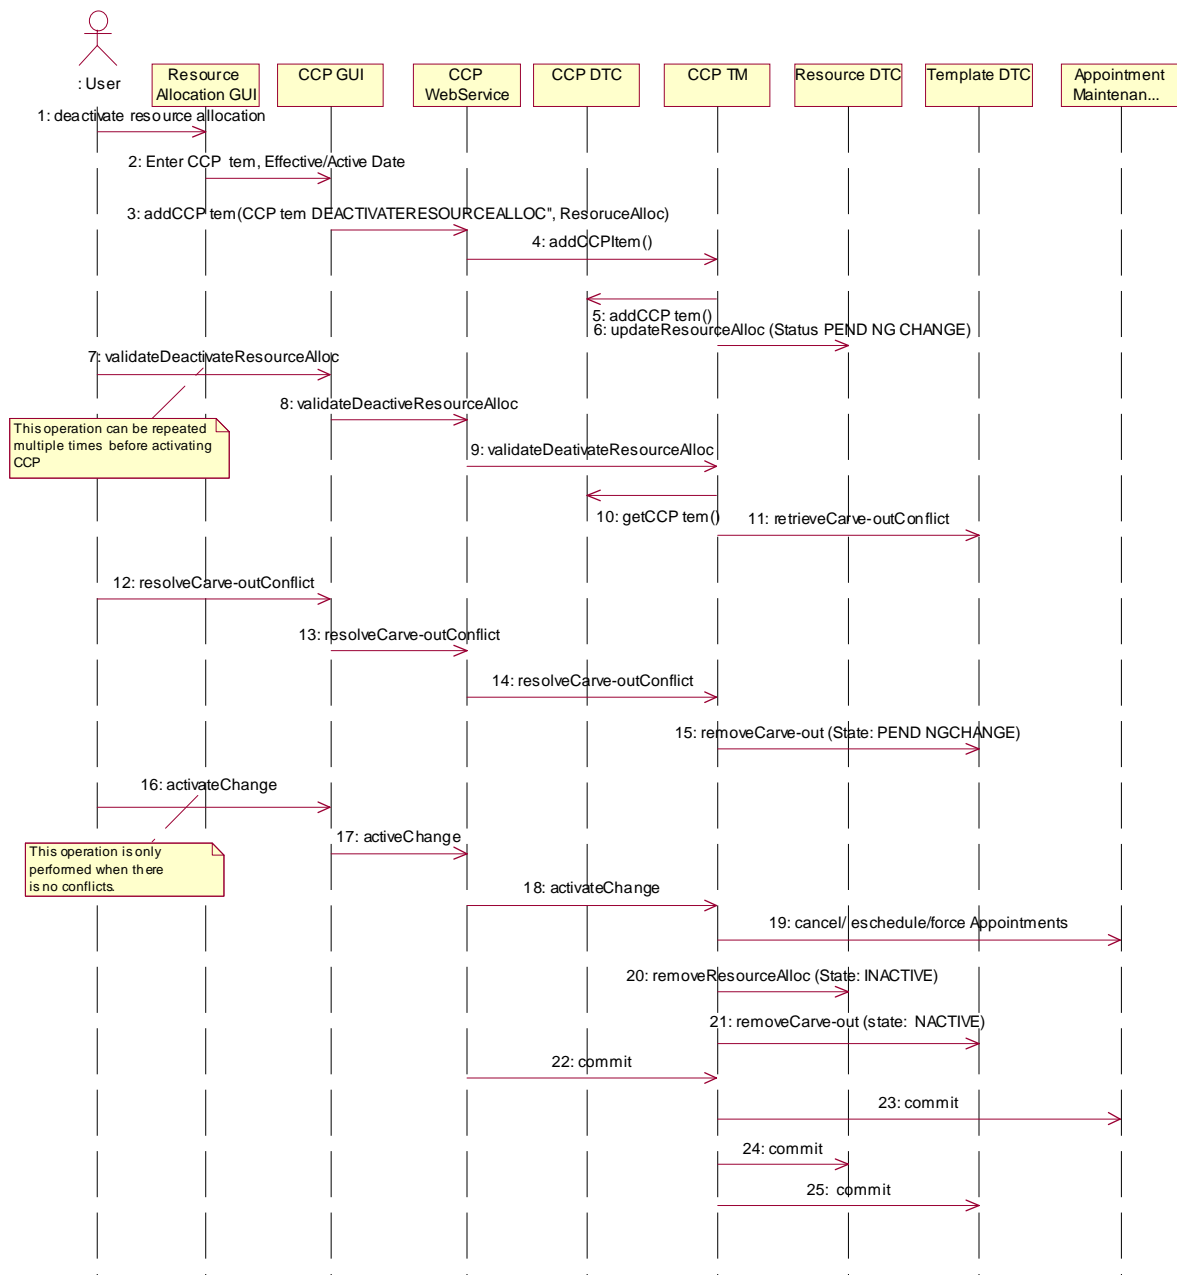 : User
Resource
Allocation GUI
CCP GUI
CCP
WebService
CCP DTC
CCP TM
Resource DTC
Template DTC
Appointment
Maintenan...
1: deactivate resource allocation
2: Enter CCP tem, Effective/Active Date
3: addCCP tem(CCP tem DEACTIVATERESOURCEALLOC", ResoruceAlloc)
4: addCCPItem()
5: addCCP tem()
6: updateResourceAlloc (Status PEND NG CHANGE)
7: validateDeactivateResourceAlloc
8: validateDeactiveResourceAlloc
This operation can be repeated
multiple times before activating
CCP
9: validateDeativateResourceAlloc
10: getCCP tem()
11: retrieveCarve-outConflict
12: resolveCarve-outConflict
13: resolveCarve-outConflict
14: resolveCarve-outConflict
15: removeCarve-out (State: PEND NGCHANGE)
16: activateChange
17: activeChange
This operation is only
performed when there
is no conflicts.
18: activateChange
19: cancel/ eschedule/force Appointments
20: removeResourceAlloc (State: INACTIVE)
21: removeCarve-out (state: NACTIVE)
22: commit
23: commit
24: commit
25: commit